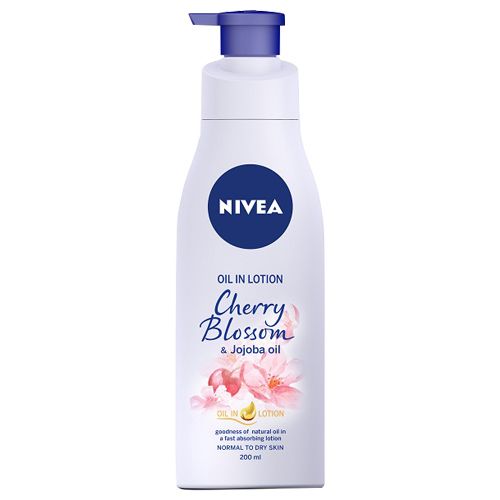 NIVEA
OIL IN LOTION
Cherry
Blossom
& Jojoba oil
OIL IN LOTION
goodness of natural oil in
a fast absorbing lotion
NORMAL TO DRY SKIN
200 ml